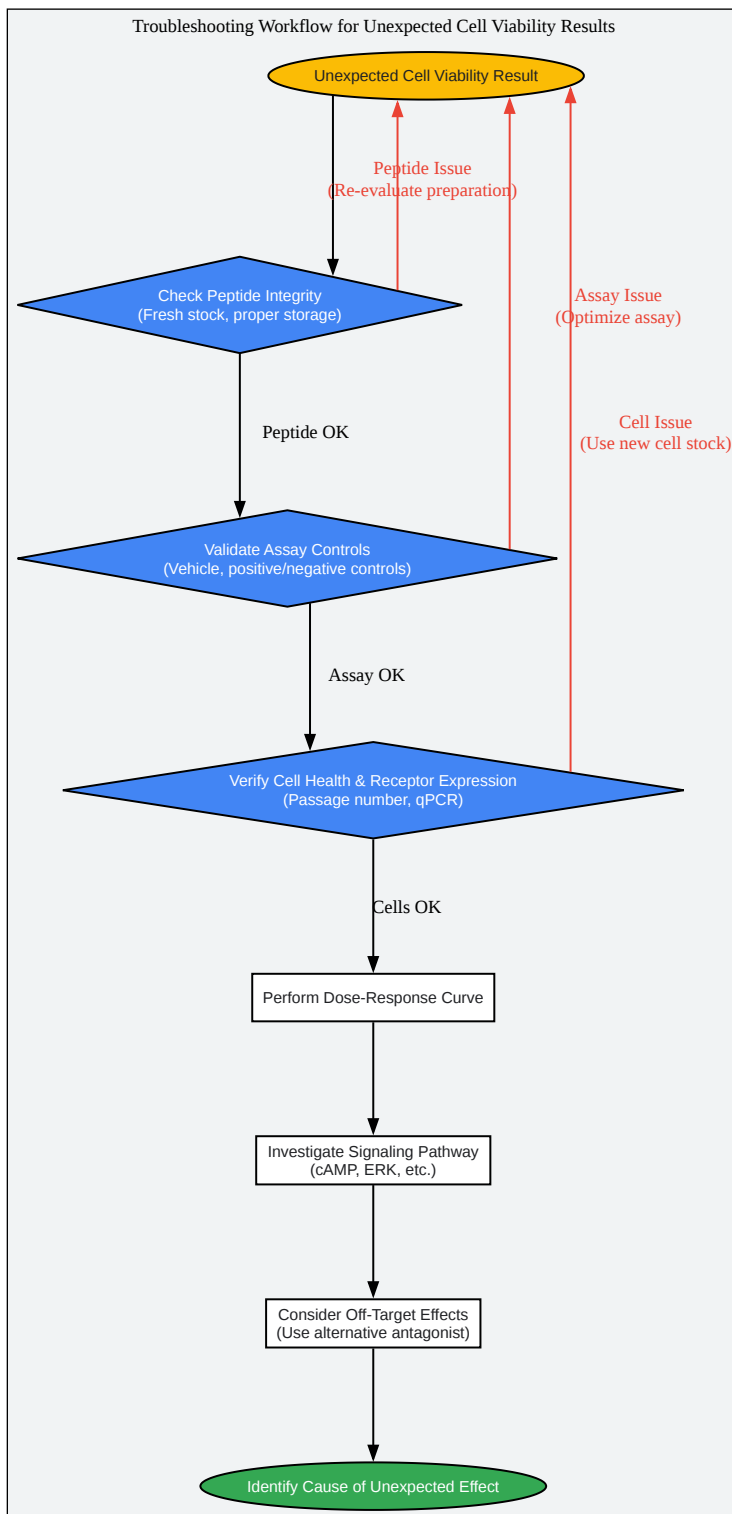 Troubleshooting Workflow for Unexpected Cell Viability Results
Unexpected Cell Viability Result
Peptide Issue
(Re-evaluate preparation)
Check Peptide Integrity
(Fresh stock, proper storage)
Assay Issue
(Optimize assay)
Peptide OK
Cell Issue
(Use new cell stock)
Validate Assay Controls
(Vehicle, positive/negative controls)
Assay OK
Verify Cell Health & Receptor Expression
(Passage number, qPCR)
Cells OK
Perform Dose-Response Curve
Investigate Signaling Pathway
(cAMP, ERK, etc.)
Consider Off-Target Effects
(Use alternative antagonist)
Identify Cause of Unexpected Effect